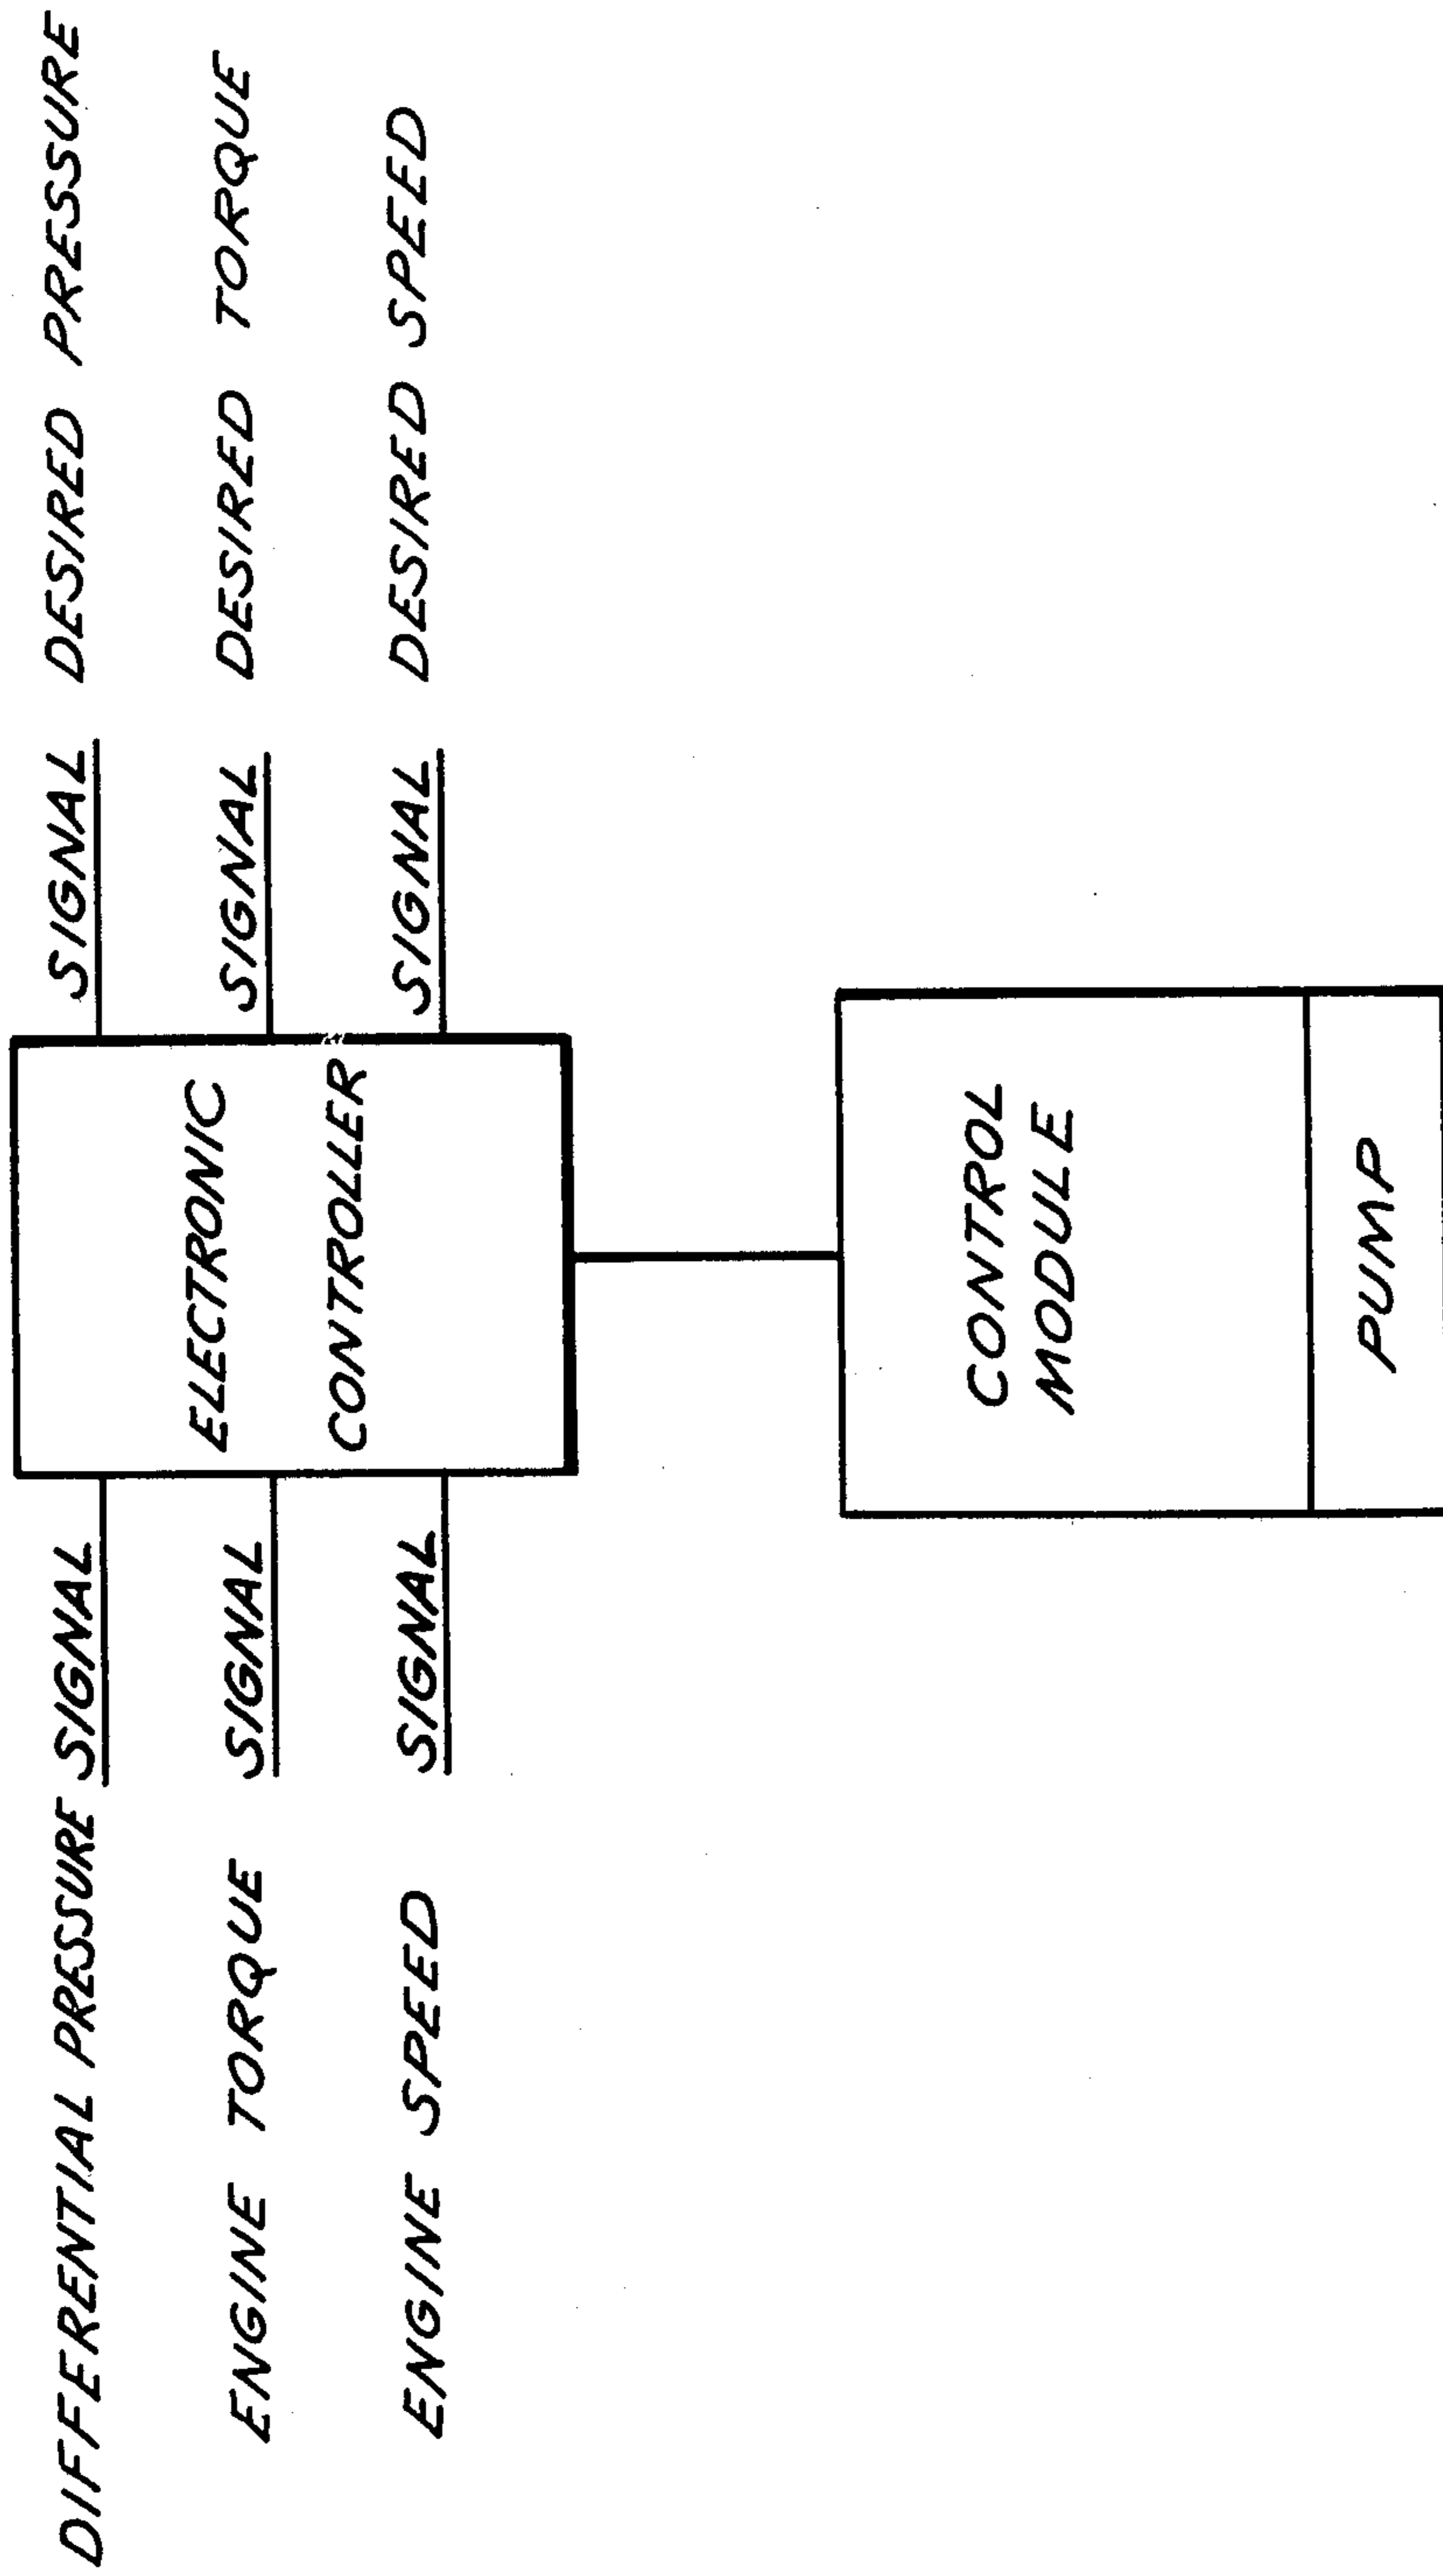 DIFFERENTIAL PRESSURE SIGNAL
ENGINE TORQUE SIGNAL
ENGINE SPEED SIGNAL
ELECTRONIC
CONTROLLER
SIGNAL DESIRED PRESSURE
SIGNAL DESIRED TORQUE
SIGNAL DESIRED SPEED
CONTROL
MODULE
PUMP